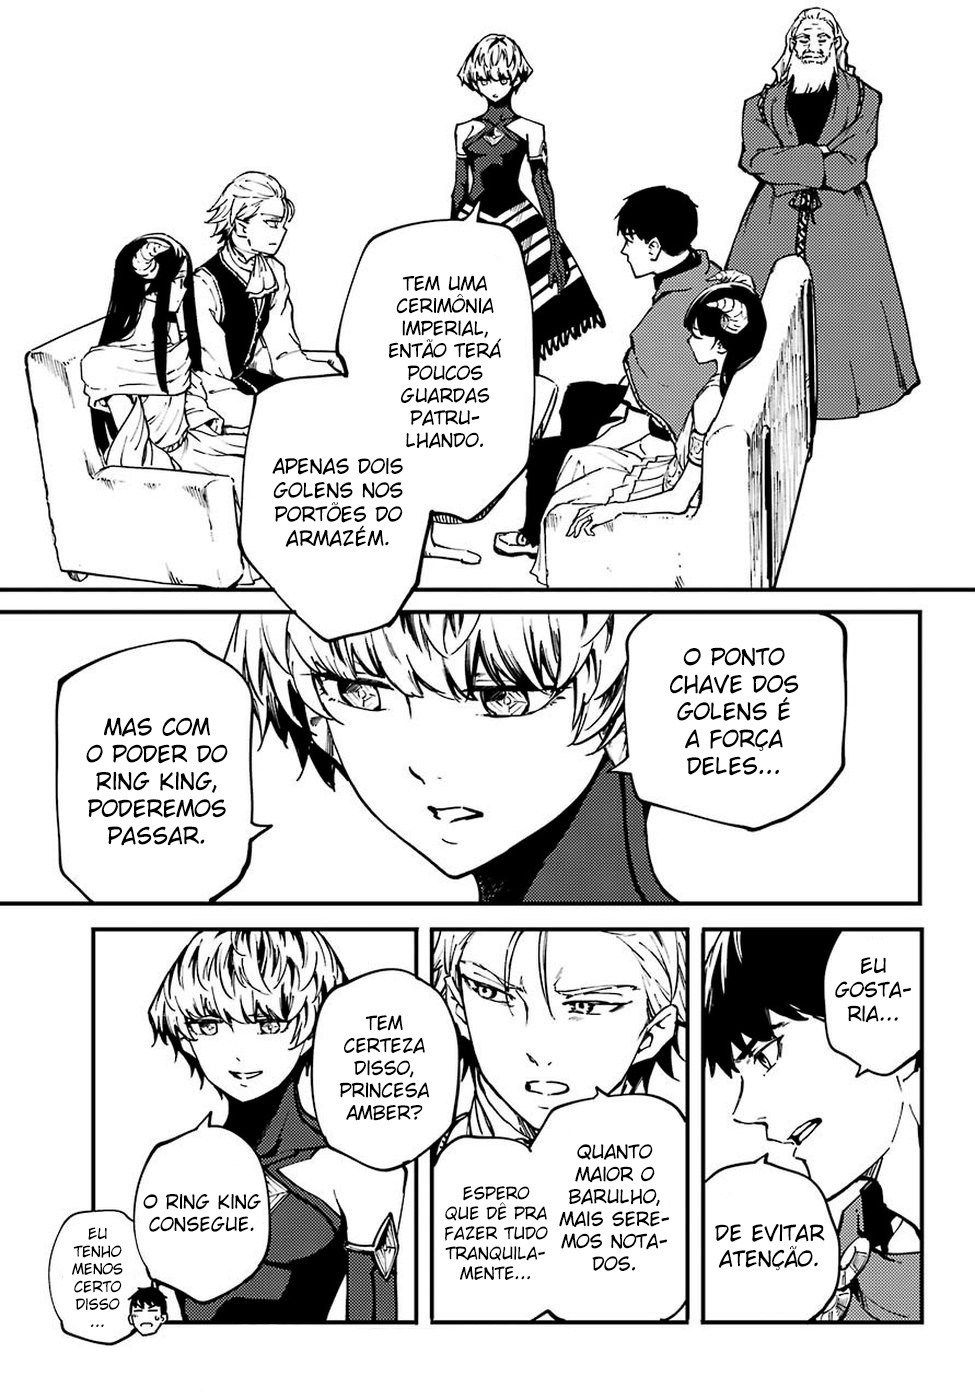 TEM UMA
CERIMÔNIA
IMPERIAL,
ENTÃO TERÁ
POUCOS
GUARDAS
PATRU-
LHANDO.
APENAS DOIS
GOLENS NOS
PORTÕES DO
ARMAZÉM.
O PONTO
CHAVE DOS
GOLENS É
A FORÇA
DELES...
MAS COM
O PODER DO
RING KING,
PODEREMOS
PASSAR.
EU
GOSTA-
RIA...
DE EVITAR
ATENÇÃO.
QUANTO
MAIOR O
BARULHO,
MAIS SERE-
MOS NOTA-
DOS.
ESPERO
QUE DÊ PRA
FAZER TUDO
TRANQUILA-
MENTE...
TEM
CERTEZA
DISSO,
PRINCESA
AMBER?
O RING KING
CONSEGUE.
EU
TENHO
MENOS
CERTO
DISSO
...